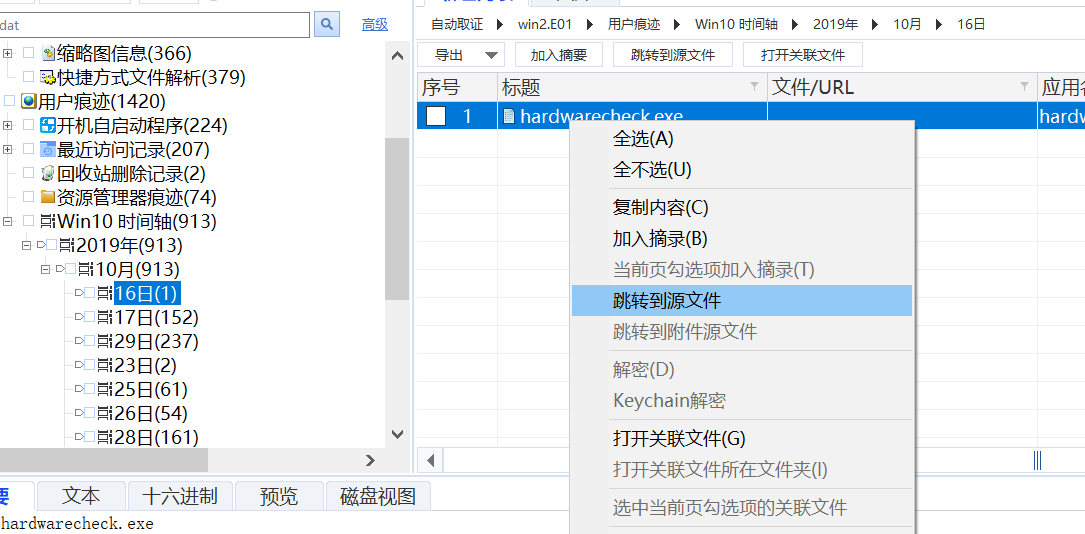 dat
高级
缩略图信息(366)
快捷方式文件解析(379)
用户痕迹(1420)
开机自启动程序(224)
最近访问记录(207)
回收站删除记录(2)
资源管理器痕迹(74)
Win10 时间轴(913)
2019年(913)
10月(913)
16日(1)
17日(152)
29日(237)
23日(2)
25日(61)
26日(54)
28日(161)
自动取证 win2.E01 用户痕迹 Win10 时间轴 2019年 10月 16日
导出 加入摘要 跳转到源文件 打开关联文件
序号 标题 文件/URL 应用名
1 hardwarecheck.exe hardw
全选(A)
全不选(U)
复制内容(C)
加入摘录(B)
当前页勾选项加入摘录(T)
跳转到源文件
跳转到附件源文件
解密(D)
Keychain解密
打开关联文件(G)
打开关联文件所在文件夹(I)
选中当前页勾选项的关联文件
要 文本 十六进制 预览 磁盘视图
hardwarecheck.exe